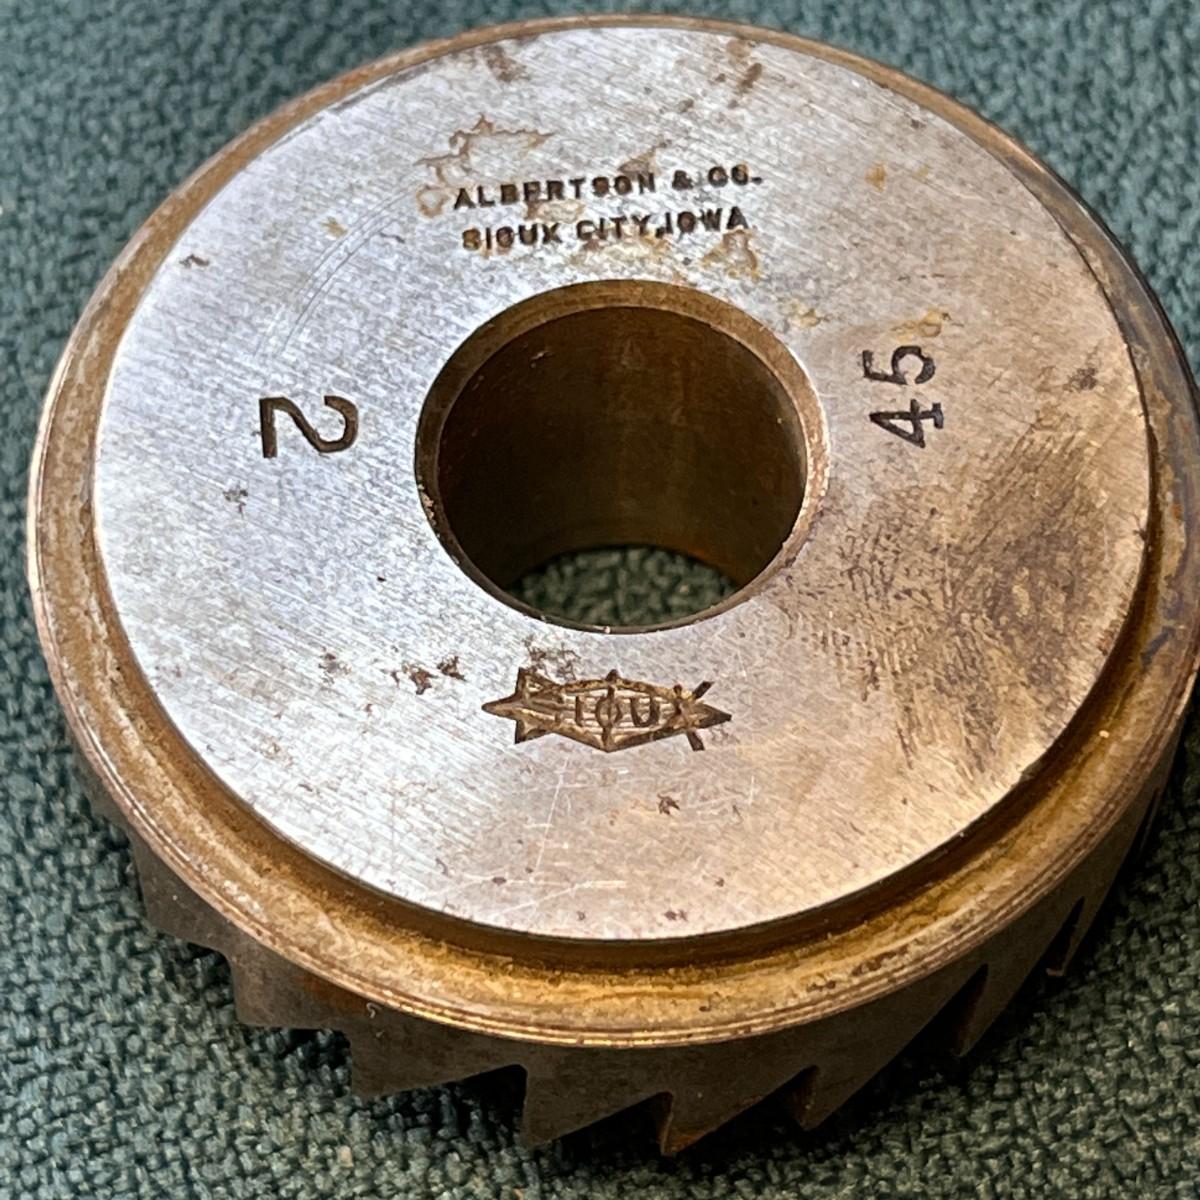 ALBERTSON & CO.
SIOUX CITY, IOWA
2
45
SIOUX